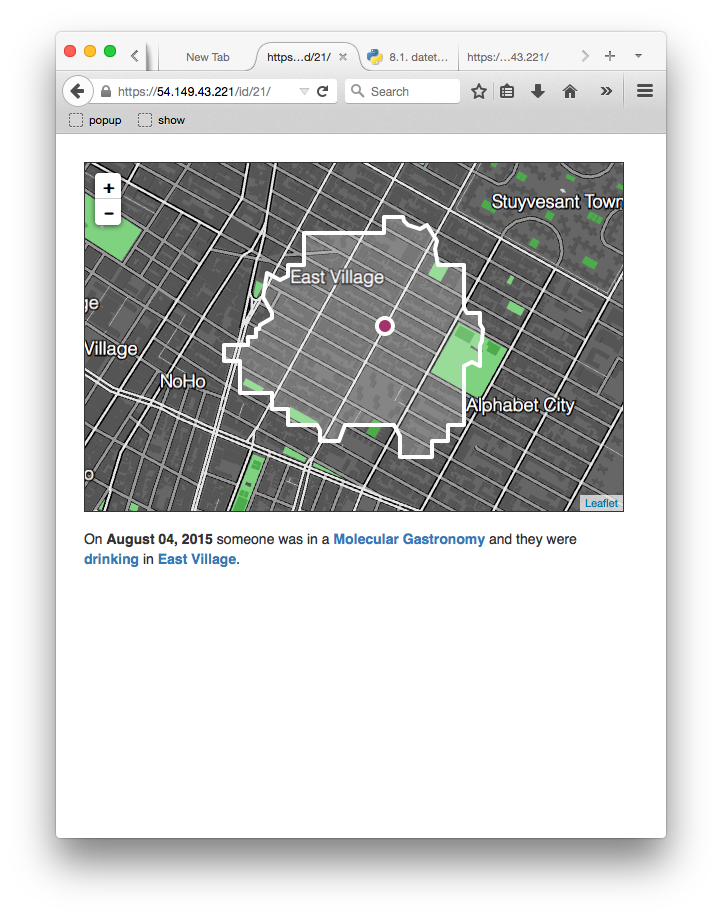 New Tab
https...d/21/
8.1. datet...
https:/...43.221/
https://54.149.43.221/id/21/
Search
popup
show
+
−
Stuyvesant Town
East Village
ge
Village
NoHo
Alphabet City
o
Leaflet
On August 04, 2015 someone was in a Molecular Gastronomy and they were
drinking in East Village.